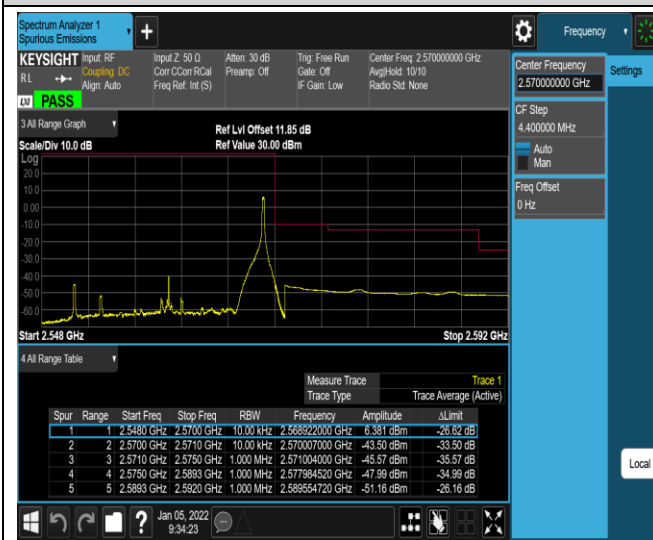 Spectrum Analyzer 1
Spurious Emissions
+
Frequency
KEYSIGHT Input: RF Input Z: 50 Ω Atten: 30 dB Trig: Free Run Center Freq: 2.570000000 GHz
RL Coupling: DC Corr CCorr RCal Preamp: Off Gate: Off Avg|Hold: 10/10
Align: Auto Freq Ref: Int (S) IF Gain: Low Radio Std: None
LXI PASS
Center Frequency
2.570000000 GHz
Settings
CF Step
4.400000 MHz
Auto
Man
Freq Offset
0 Hz
3 All Range Graph
Ref Lvl Offset 11.85 dB
Scale/Div 10.0 dB Ref Value 30.00 dBm
Log
20.0
10.0
0.00
-10.0
-20.0
-30.0
-40.0
-50.0
-60.0
Start 2.548 GHz Stop 2.592 GHz
4 All Range Table
Measure Trace Trace 1
Trace Type Trace Average (Active)
Spur Range Start Freq Stop Freq RBW Frequency Amplitude ΔLimit
1 1 2.5480 GHz 2.5700 GHz 10.00 kHz 2.568922000 GHz 6.381 dBm -26.62 dB
2 2 2.5700 GHz 2.5710 GHz 10.00 kHz 2.570007000 GHz -43.50 dBm -33.50 dB
3 3 2.5710 GHz 2.5750 GHz 1.000 MHz 2.571004000 GHz -45.57 dBm -35.57 dB
4 4 2.5750 GHz 2.5893 GHz 1.000 MHz 2.577984520 GHz -47.99 dBm -34.99 dB
5 5 2.5893 GHz 2.5920 GHz 1.000 MHz 2.589554720 GHz -51.16 dBm -26.16 dB
Local
?
Jan 05, 2022
9:34:23